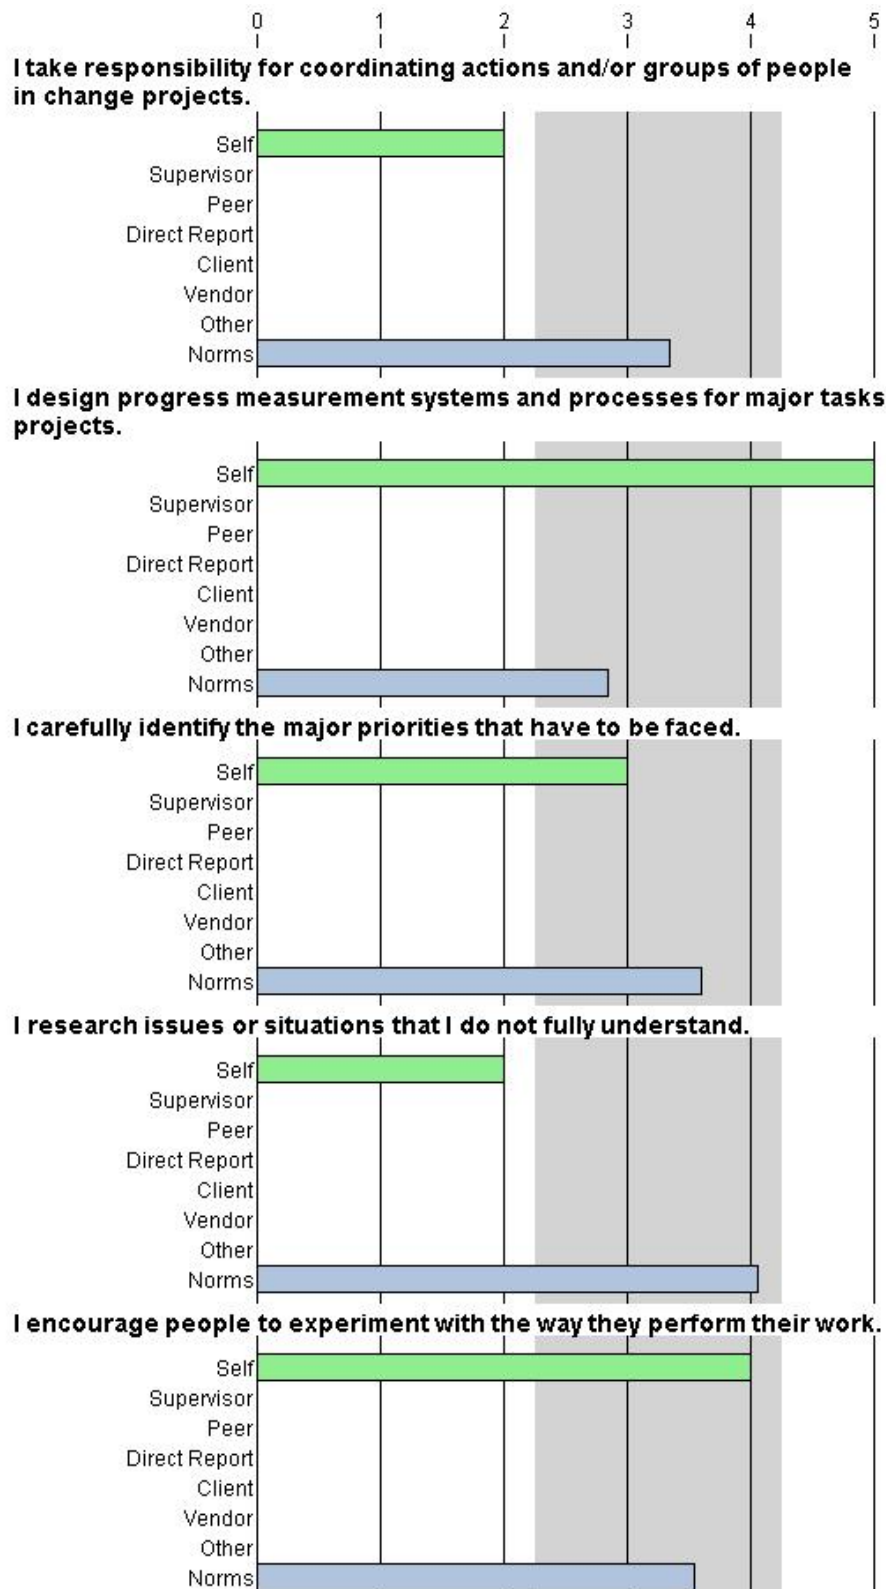 0 1 2 3 4 5
I take responsibility for coordinating actions and/or groups of people
in change projects.
Self
Supervisor
Peer
Direct Report
Client
Vendor
Other
Norms
I design progress measurement systems and processes for major tasks
projects.
Self
Supervisor
Peer
Direct Report
Client
Vendor
Other
Norms
I carefully identify the major priorities that have to be faced.
Self
Supervisor
Peer
Direct Report
Client
Vendor
Other
Norms
I research issues or situations that I do not fully understand.
Self
Supervisor
Peer
Direct Report
Client
Vendor
Other
Norms
I encourage people to experiment with the way they perform their work.
Self
Supervisor
Peer
Direct Report
Client
Vendor
Other
Norms